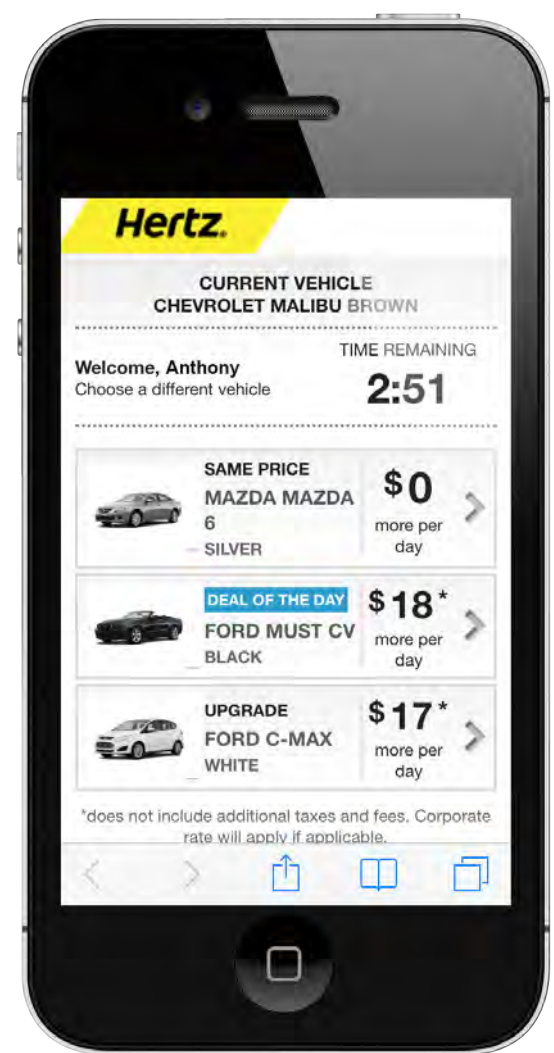 Hertz.
CURRENT VEHICLE
CHEVROLET MALIBU BROWN
Welcome, Anthony
Choose a different vehicle
TIME REMAINING
2:51
SAME PRICE
MAZDA MAZDA
6
SILVER
$0
more per
day
DEAL OF THE DAY
FORD MUST CV
BLACK
$18*
more per
day
UPGRADE
FORD C-MAX
WHITE
$17*
more per
day
*does not include additional taxes and fees. Corporate
rate will apply if applicable.